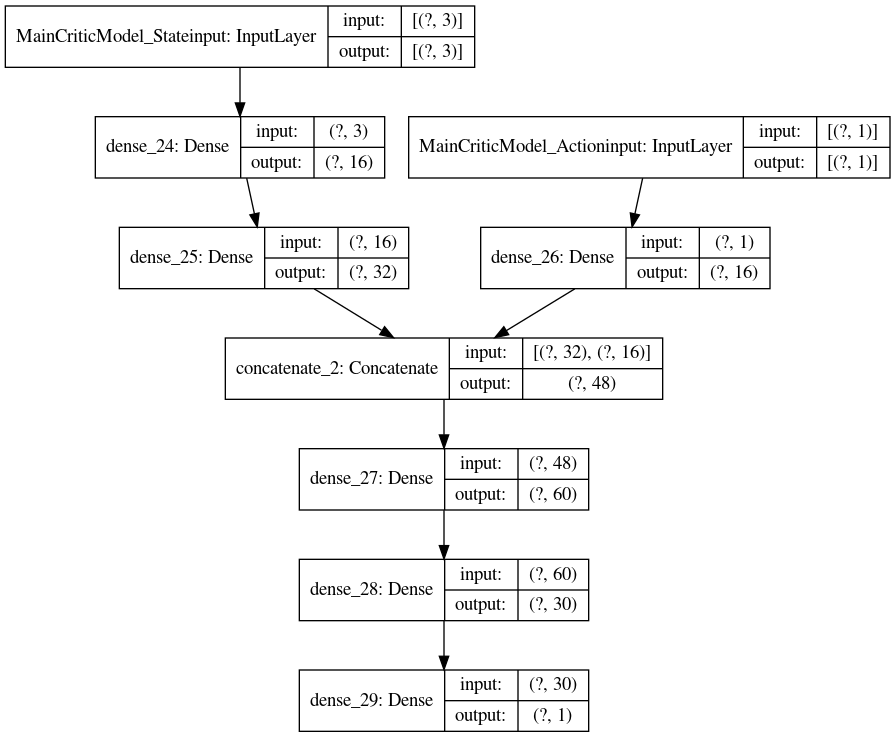 MainCriticModel_Stateinput: InputLayer
input: [(?, 3)]
output: [(?, 3)]
dense_24: Dense
input: (?, 3)
output: (?, 16)
MainCriticModel_Actioninput: InputLayer
input: [(?, 1)]
output: [(?, 1)]
dense_25: Dense
input: (?, 16)
output: (?, 32)
dense_26: Dense
input: (?, 1)
output: (?, 16)
concatenate_2: Concatenate
input: [(?, 32), (?, 16)]
output: (?, 48)
dense_27: Dense
input: (?, 48)
output: (?, 60)
dense_28: Dense
input: (?, 60)
output: (?, 30)
dense_29: Dense
input: (?, 30)
output: (?, 1)